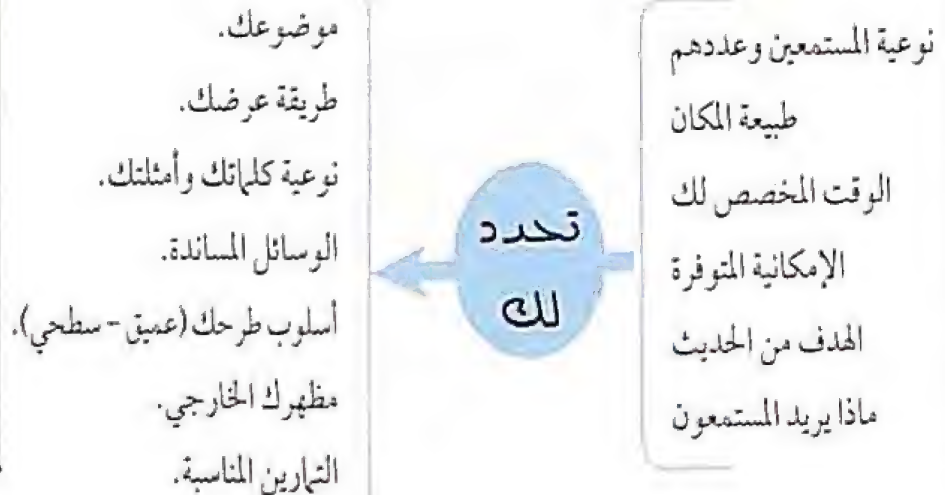 نوعية المستمعين وعددهم
طبيعة المكان
الوقت المخصص لك
الإمكانية المتوفرة
الهدف من الحديث
ماذا يريد المستمعون
تحدد
لك
موضوعك.
طريقة عرضك.
نوعية كلماتك وأمثلتك.
الوسائل المساندة.
أسلوب طرحك (عميق - سطحي).
مظهرك الخارجي.
التمارين المناسبة.